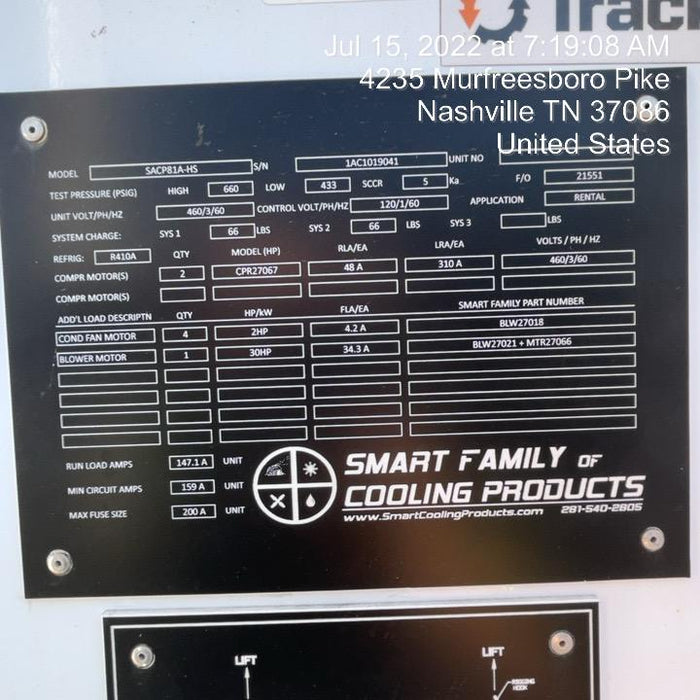 Trac
Jul 15, 2022 at 7:19:08 AM
4235 Murfreesboro Pike
Nashville TN 37086
United States
MODEL SACP81A-HS S/N 1AC1019041 UNIT NO
TEST PRESSURE (PSIG) HIGH 660 LOW 433 SCCR 5 Ka F/O 21551
UNIT VOLT/PH/HZ 460/3/60 CONTROL VOLT/PH/HZ 120/1/60 APPLICATION RENTAL
SYSTEM CHARGE: SYS 1 66 LBS SYS 2 66 LBS SYS 3 LBS
REFRIG: R410A QTY MODEL (HP) RLA/EA LRA/EA VOLTS / PH / HZ
COMPR MOTOR(S) 2 CPR27067 48 A 310 A 460/3/60
COMPR MOTOR(S)
ADD'L LOAD DESCRIPTN QTY HP/kW FLA/EA SMART FAMILY PART NUMBER
COND FAN MOTOR 4 2HP 4.2 A BLW27018
BLOWER MOTOR 1 30HP 34.3 A BLW27021 + MTR27066
RUN LOAD AMPS 147.1 A UNIT
MIN CIRCUIT AMPS 159 A UNIT
MAX FUSE SIZE 200 A UNIT
SMART FAMILY OF
COOLING PRODUCTS
www.SmartCoolingProducts.com 281-540-2805
LIFT LIFT
RIGGING
HOOK